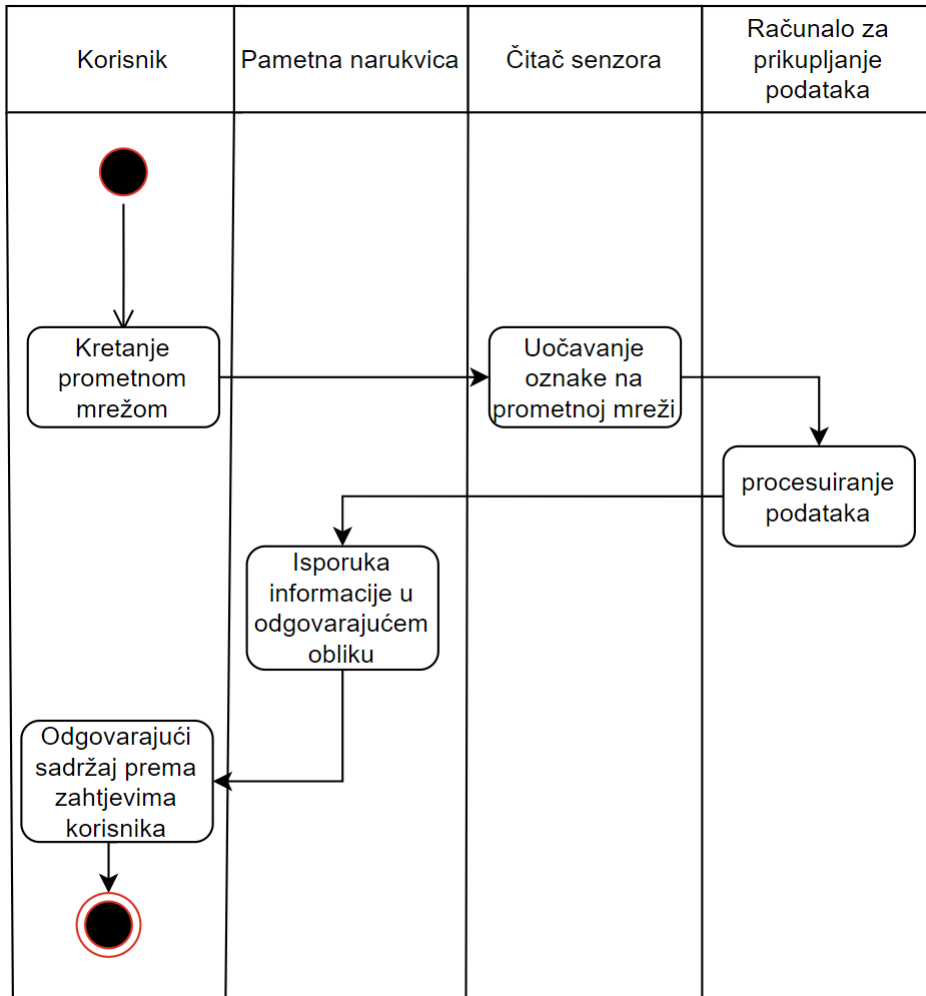 Korisnik
Pametna narukvica
Čitač senzora
Računalo za
prikupljanje
podataka
Kretanje
prometnom
mrežom
Uočavanje
oznake na
prometnoj mreži
procesuiranje
podataka
Isporuka
informacije u
odgovarajućem
obliku
Odgovarajući
sadržaj prema
zahtjevima
korisnika